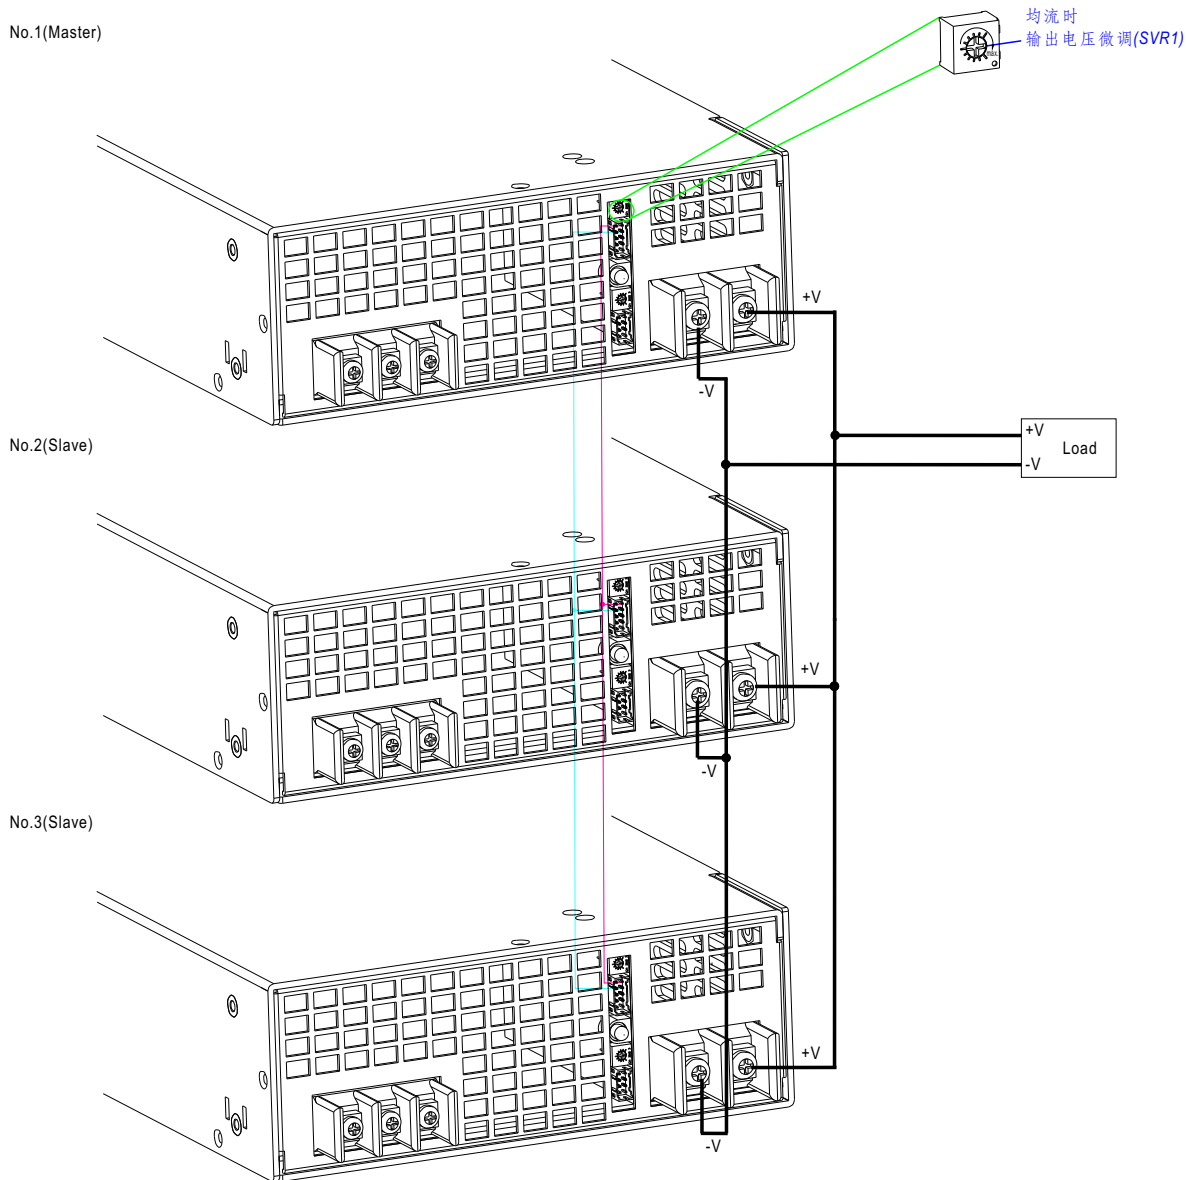 No.1(Master)
均流时
输出电压微调(SVR1)
max.
+V
-V
No.2(Slave)
+V
Load
-V
+V
-V
No.3(Slave)
+V
-V